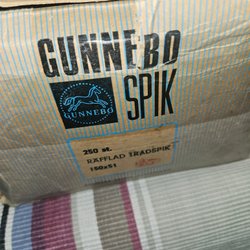 GUNNEBO
GUNNEBO
SPIK
250 st.
RÄFFLAD TRÅDSPIK
150x51